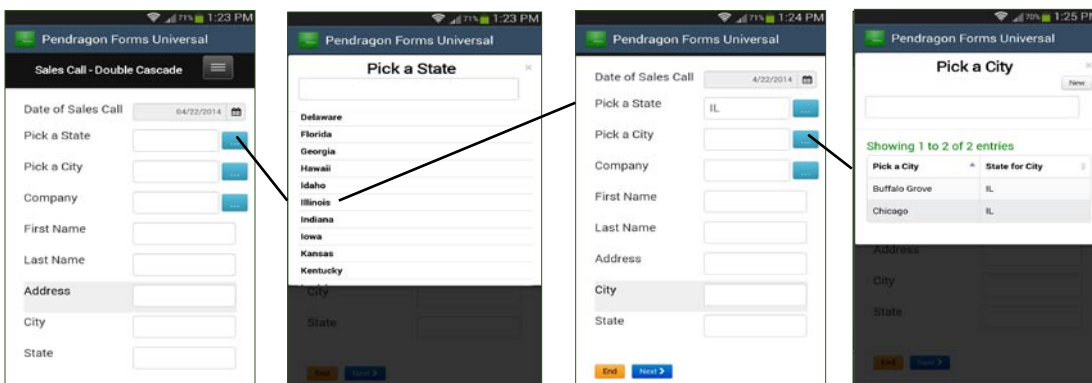 71% 1:23 PM
Pendragon Forms Universal
Sales Call - Double Cascade
Date of Sales Call 04/22/2014
Pick a State ...
Pick a City ...
Company ...
First Name
Last Name
Address
City
State
71% 1:23 PM
Pendragon Forms Universal
Pick a State ×
Delaware
Florida
Georgia
Hawaii
Idaho
Illinois
Indiana
Iowa
Kansas
Kentucky
City
State
End Next >
71% 1:24 PM
Pendragon Forms Universal
Date of Sales Call 4/22/2014
Pick a State IL ...
Pick a City ...
Company ...
First Name
Last Name
Address
City
State
End Next >
70% 1:25 PM
Pendragon Forms Universal
Pick a City ×
New
Showing 1 to 2 of 2 entries
Pick a City State for City
Buffalo Grove IL
Chicago IL
Address
City
State
End Next >